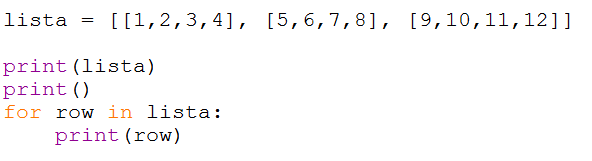 lista = [[1,2,3,4], [5,6,7,8], [9,10,11,12]]
print(lista)
print()
for row in lista:
    print(row)